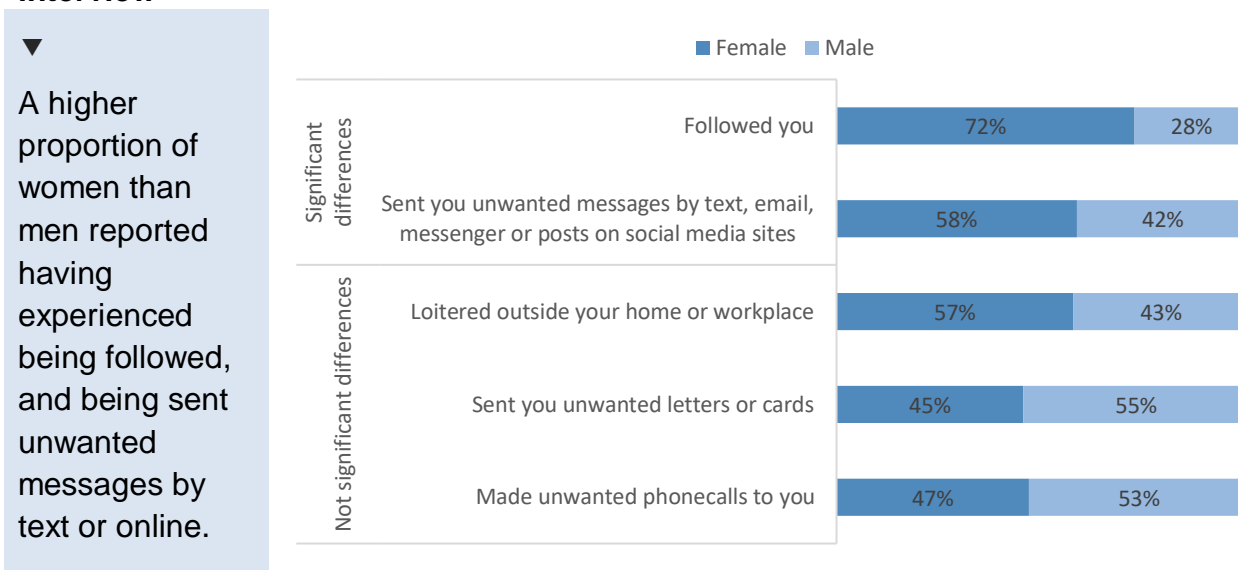 ▼
A higher
proportion of
women than
men reported
having
experienced
being followed,
and being sent
unwanted
messages by
text or online.
Female Male
Significant
differences
Followed you
72% 28%
Sent you unwanted messages by text, email,
messenger or posts on social media sites
58% 42%
Not significant differences
Loitered outside your home or workplace
57% 43%
Sent you unwanted letters or cards
45% 55%
Made unwanted phonecalls to you
47% 53%